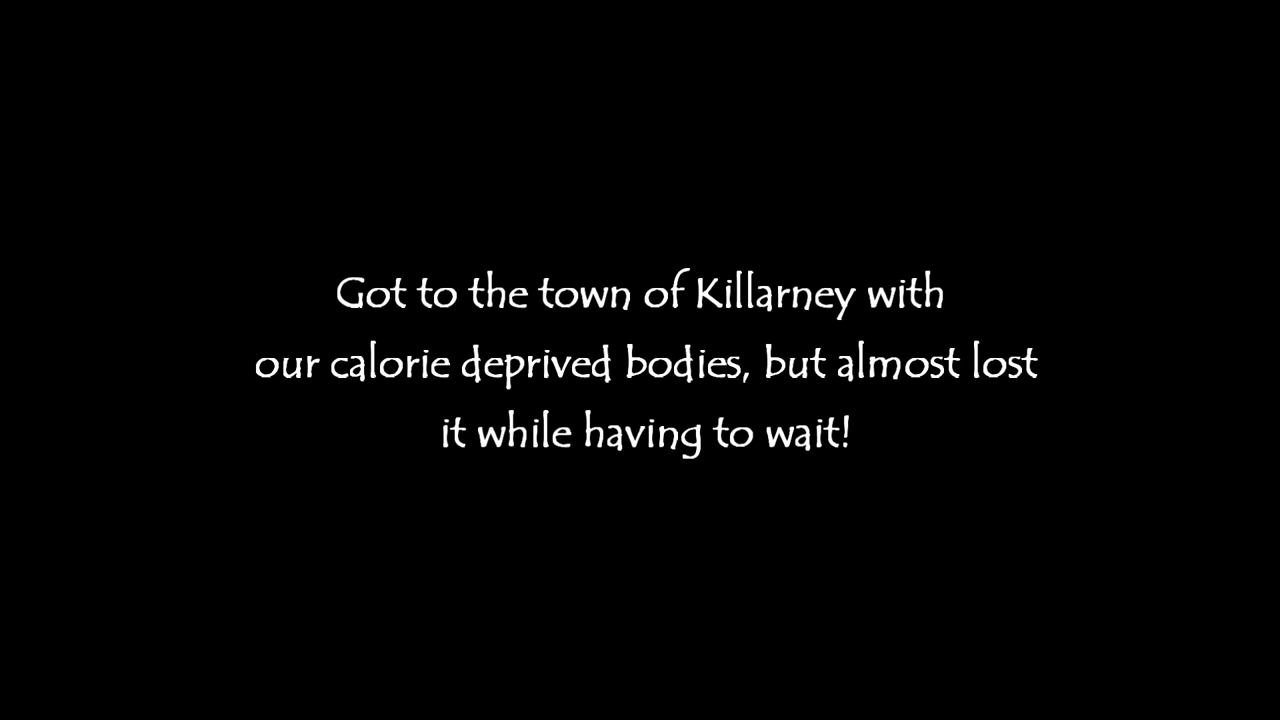 Got to the town of Killarney with
our calorie deprived bodies, but almost lost
it while having to wait!